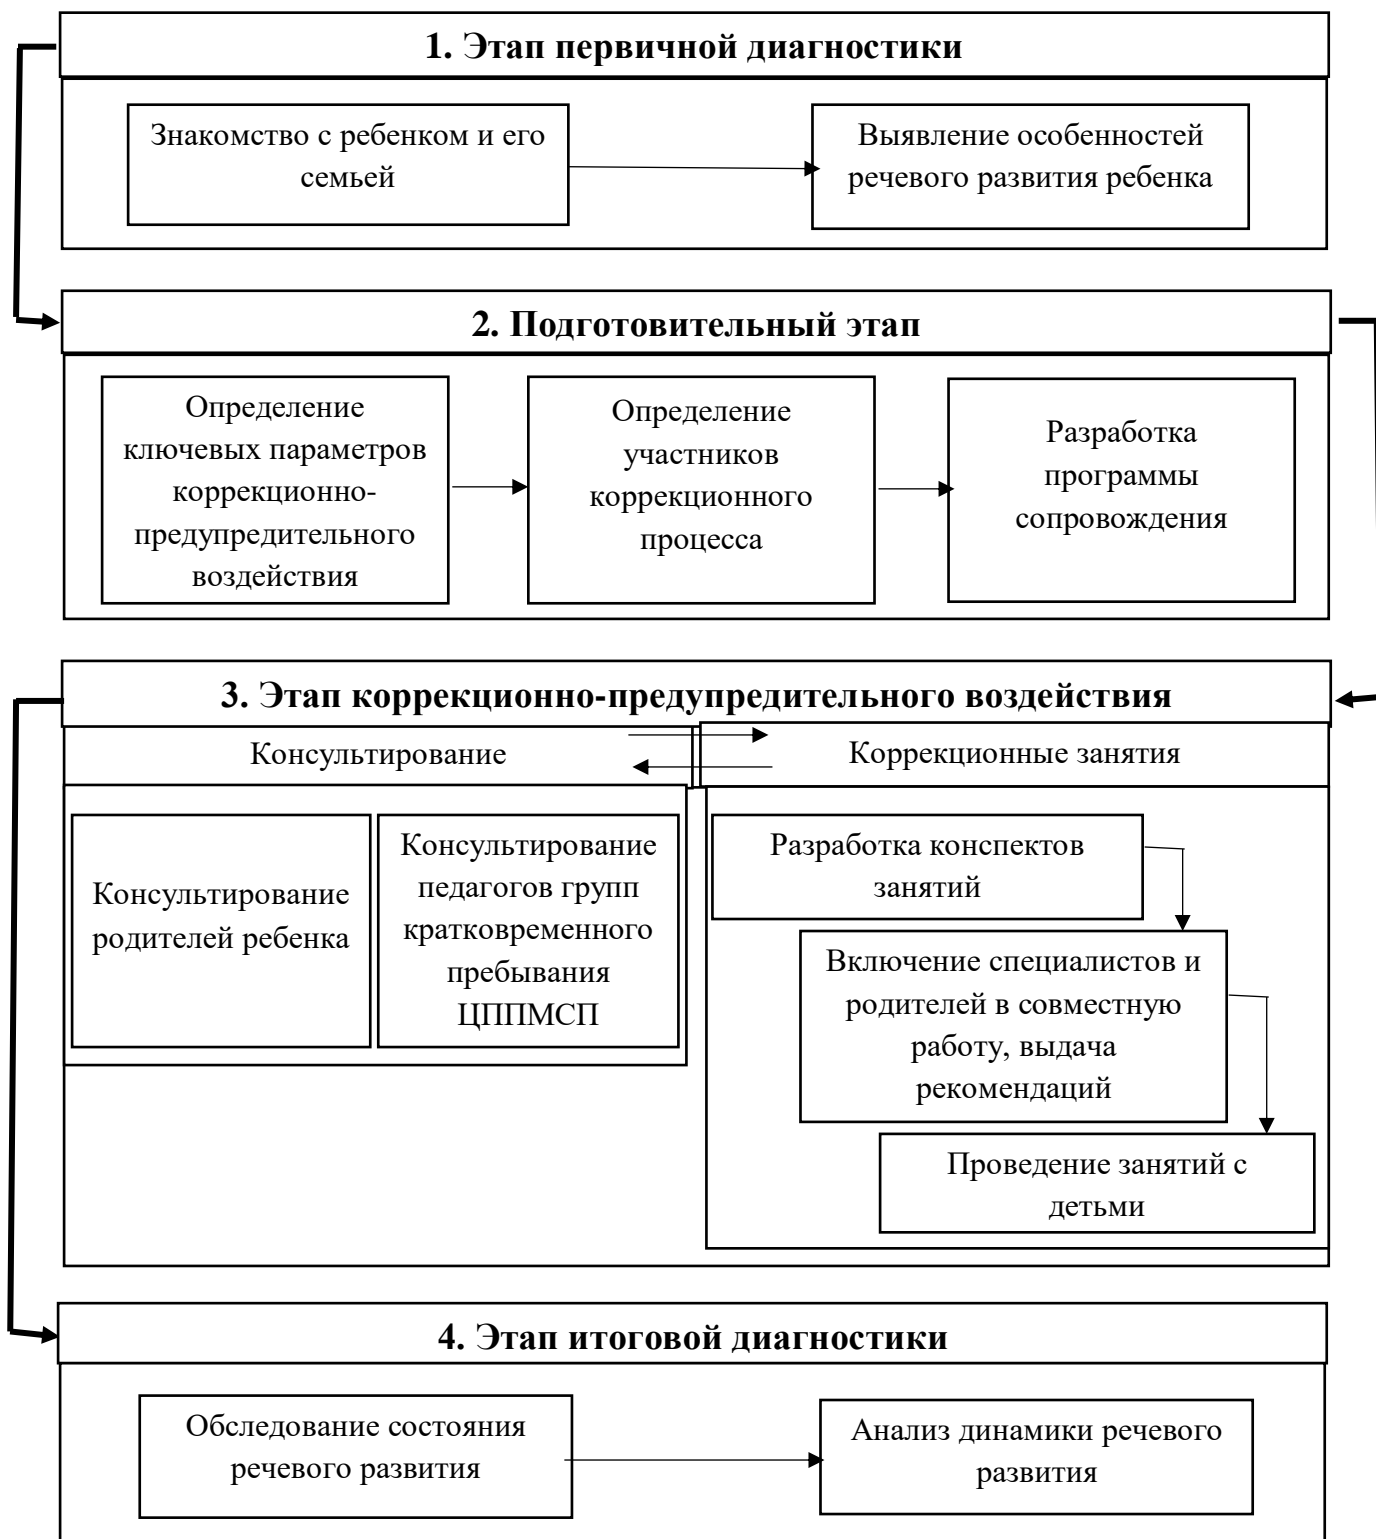 1. Этап первичной диагностики
Знакомство с ребенком и его
семьей
Выявление особенностей
речевого развития ребенка
2. Подготовительный этап
Определение
ключевых параметров
коррекционно-
предупредительного
воздействия
Определение
участников
коррекционного
процесса
Разработка
программы
сопровождения
3. Этап коррекционно-предупредительного воздействия
Консультирование
Коррекционные занятия
Консультирование
родителей ребенка
Консультирование
педагогов групп
кратковременного
пребывания
ЦППМСП
Разработка конспектов
занятий
Включение специалистов и
родителей в совместную
работу, выдача
рекомендаций
Проведение занятий с
детьми
4. Этап итоговой диагностики
Обследование состояния
речевого развития
Анализ динамики речевого
развития